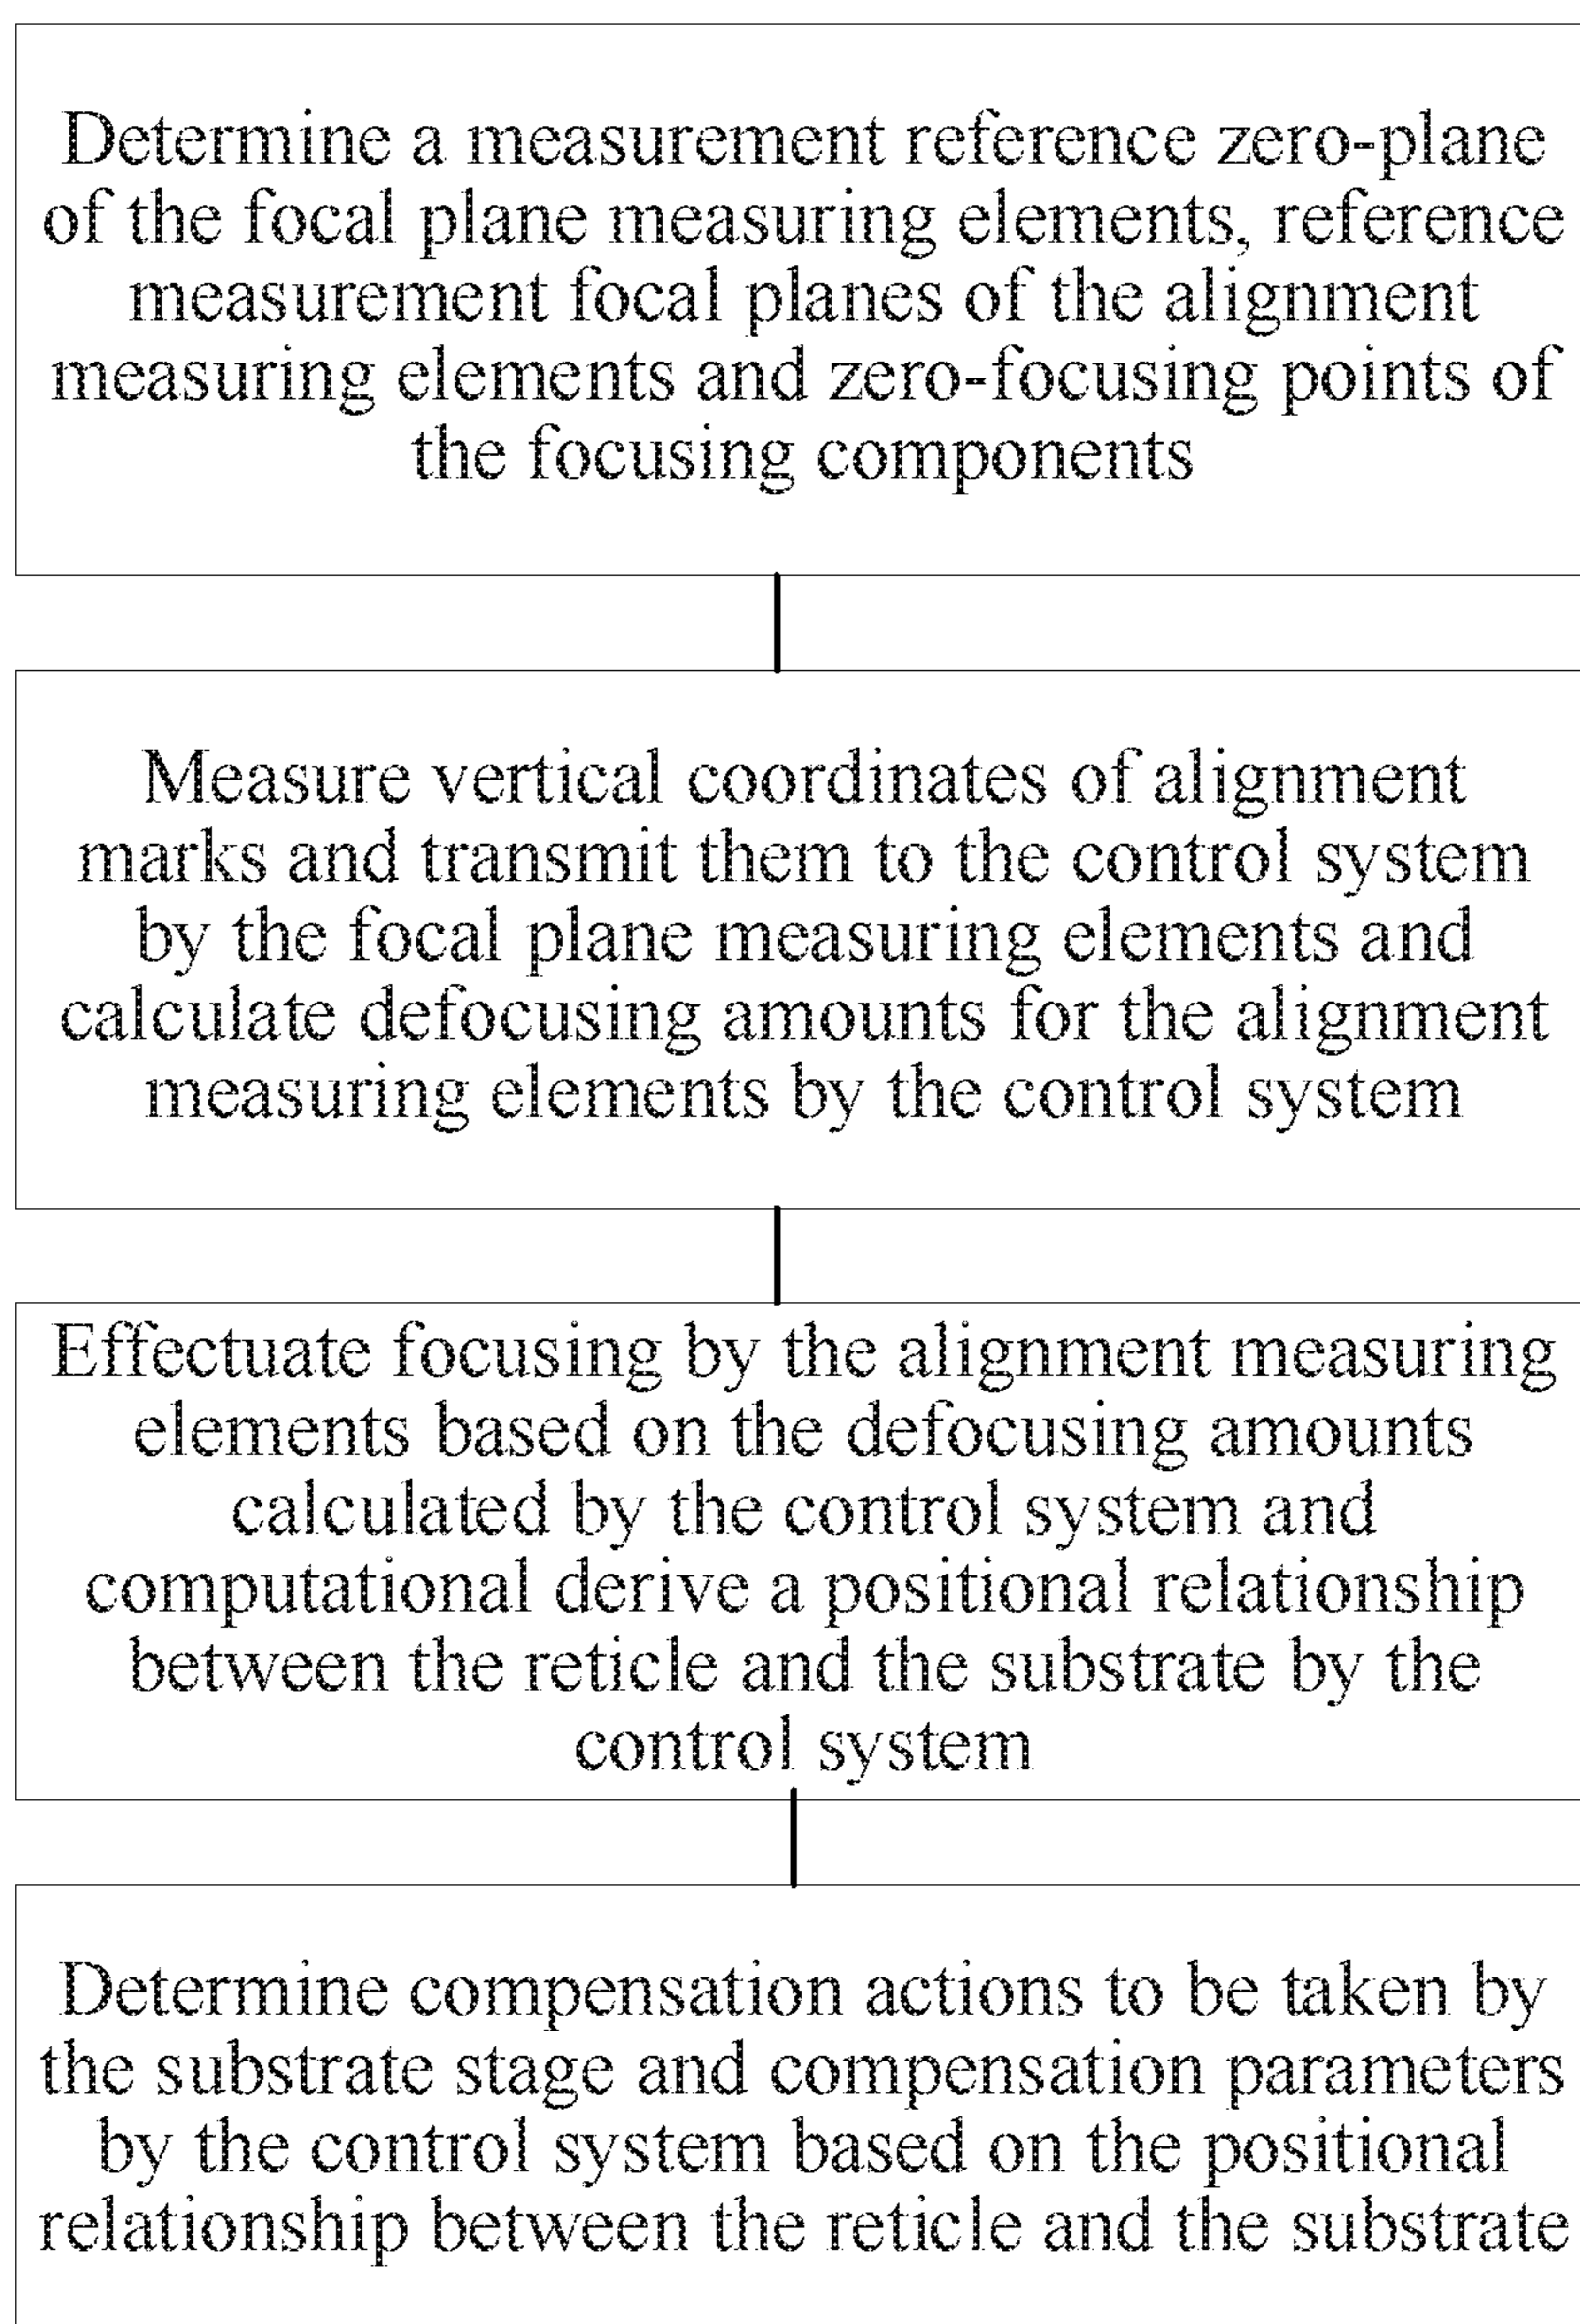 Determine a measurement reference zero-plane
of the focal plane measuring elements, reference
measurement focal planes of the alignment
measuring elements and zero-focusing points of
the focusing components
Measure vertical coordinates of alignment
marks and transmit them to the control system
by the focal plane measuring elements and
calculate defocusing amounts for the alignment
measuring elements by the control system
Effectuate focusing by the alignment measuring
elements based on the defocusing amounts
calculated by the control system and
computational derive a positional relationship
between the reticle and the substrate by the
control system
Determine compensation actions to be taken by
the substrate stage and compensation parameters
by the control system based on the positional
relationship between the reticle and the substrate